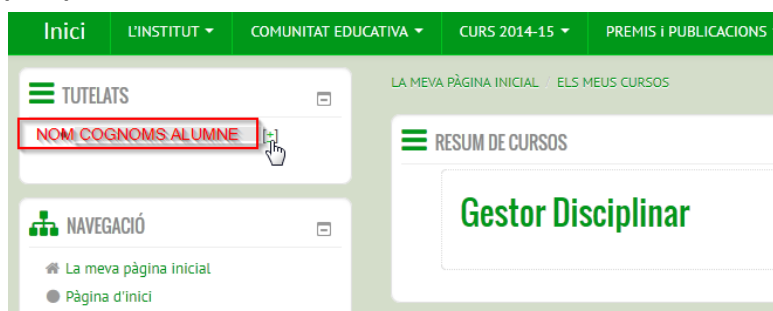 Inici L'INSTITUT COMUNITAT EDUCATIVA CURS 2014-15 PREMIS i PUBLICACIONS
TUTELATS
NOM COGNOMS ALUMNE [+]
NAVEGACIÓ
La meva pàgina inicial
Pàgina d'inici
LA MEVA PÀGINA INICIAL / ELS MEUS CURSOS
RESUM DE CURSOS
Gestor Disciplinar